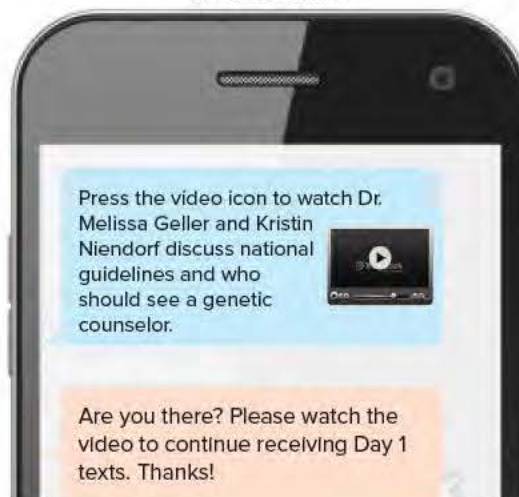 Press the video icon to watch Dr.
Melissa Geller and Kristin
Niendorf discuss national
guidelines and who
should see a genetic
counselor.
Are you there? Please watch the
video to continue receiving Day 1
texts. Thanks!